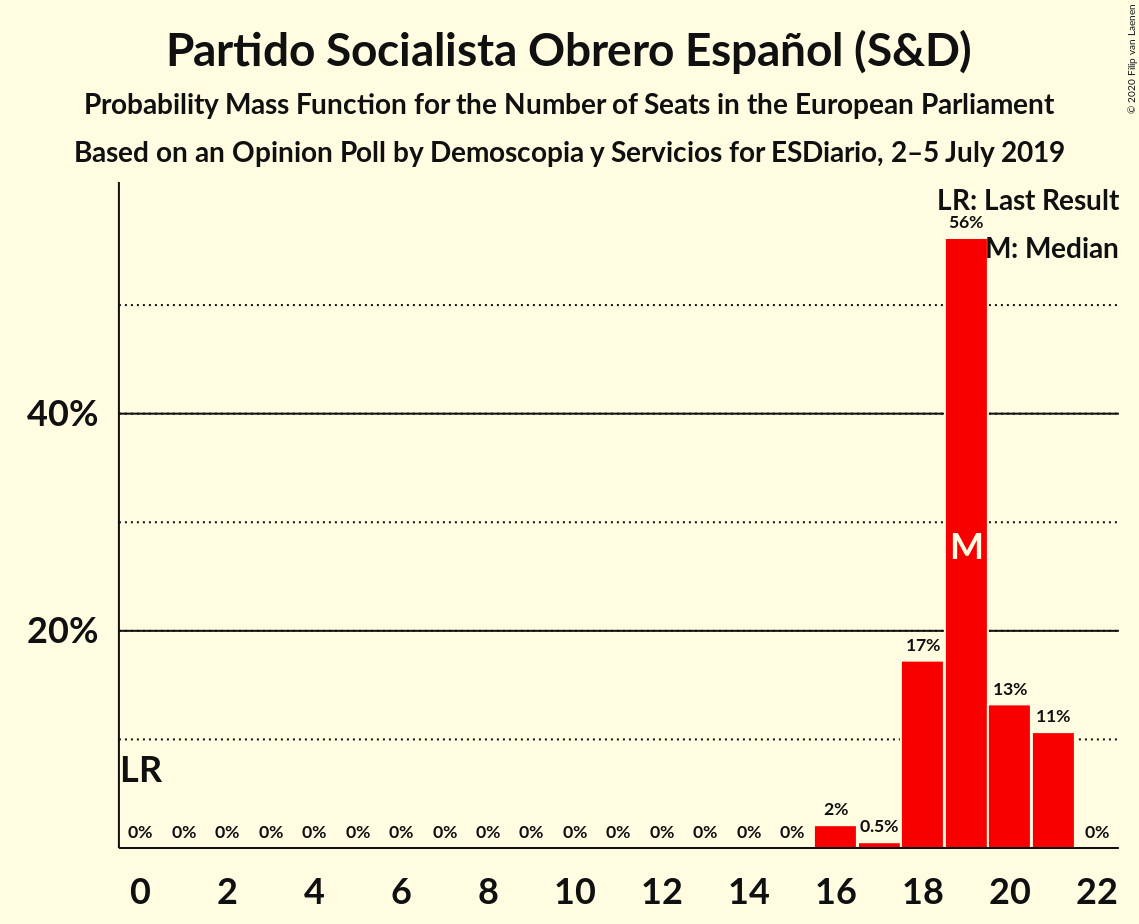 Partido Socialista Obrero Español (S&D)
Probability Mass Function for the Number of Seats in the European Parliament
Based on an Opinion Poll by Demoscopia y Servicios for ESDiario, 2–5 July 2019
© 2020 Filip van Laenen
LR: Last Result
M: Median
56%
40%
20%
M
17%
13%
11%
LR
0% 0% 0% 0% 0% 0% 0% 0% 0% 0% 0% 0% 0% 0% 0% 0% 2% 0.5% 0%
0 2 4 6 8 10 12 14 16 18 20 22